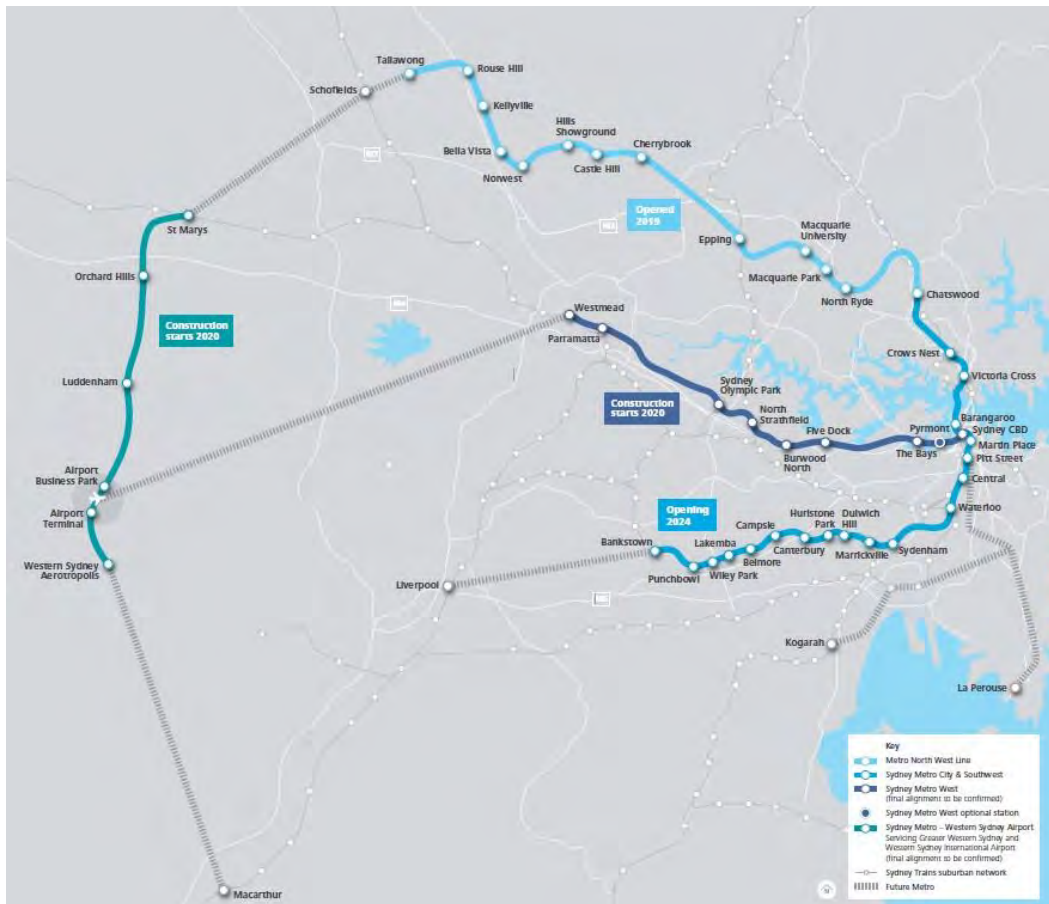 Tallawong
Rouse Hill
Schofields
Kellyville
Hills
Showground
Cherrybrook
Bella Vista
Castle Hill
Norwest
Opened
2019
St Marys
Epping
Macquarie
University
Orchard Hills
Macquarie Park
North Ryde
Chatswood
Westmead
Construction
starts 2020
Parramatta
Crows Nest
Luddenham
Victoria Cross
Sydney
Olympic Park
Construction
starts 2020
North
Strathfield
Barangaroo
Five Dock
Pyrmont
Sydney CBD
Martin Place
Burwood
North
The Bays
Pitt Street
Airport
Business Park
Central
Airport
Terminal
Opening
2024
Waterloo
Hurlstone
Park
Dulwich
Hill
Campsie
Bankstown
Lakemba
Canterbury
Marrickville
Sydenham
Belmore
Western Sydney
Aerotropolis
Punchbowl
Wiley Park
Liverpool
Kogarah
La Perouse
Macarthur
Key
Metro North West Line
Sydney Metro City & Southwest
Sydney Metro West
(final alignment to be confirmed)
Sydney Metro West optional station
Sydney Metro – Western Sydney Airport
Servicing Greater Western Sydney and
Western Sydney International Airport
(final alignment to be confirmed)
Sydney Trains suburban network
Future Metro